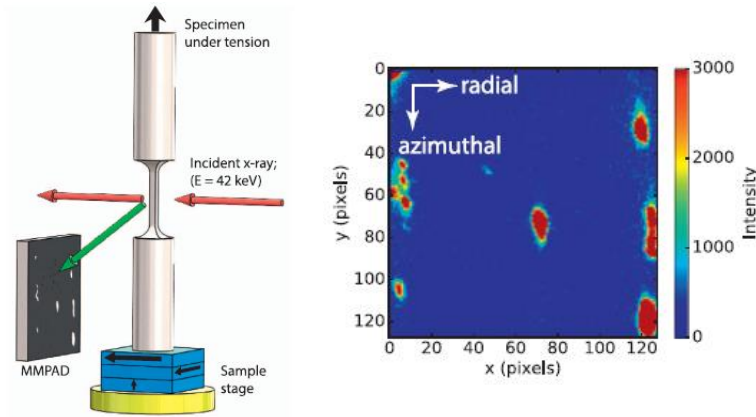 Specimen
under tension
Incident x-ray;
(E = 42 keV)
MMPAD
Sample
stage
radial
azimuthal
0
20
40
60
80
100
120
y (pixels)
0
20
40
60
80
100
120
x (pixels)
3000
2000
1000
0
Intensity